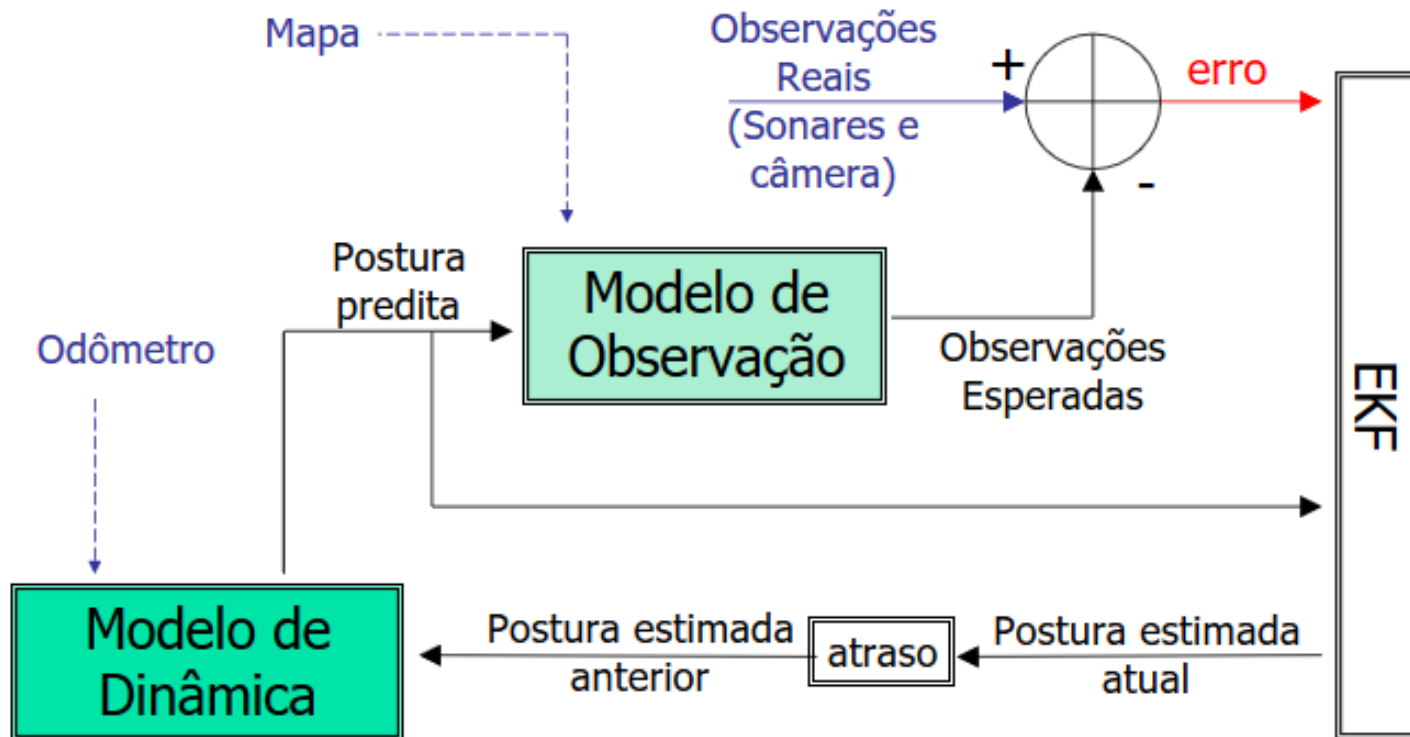 Mapa
Observações
Reais
(Sonares e
câmera)
+
-
erro
Postura
predita
Modelo de
Observação
Observações
Esperadas
Odômetro
EKF
Modelo de
Dinâmica
Postura estimada
anterior
atraso
Postura estimada
atual